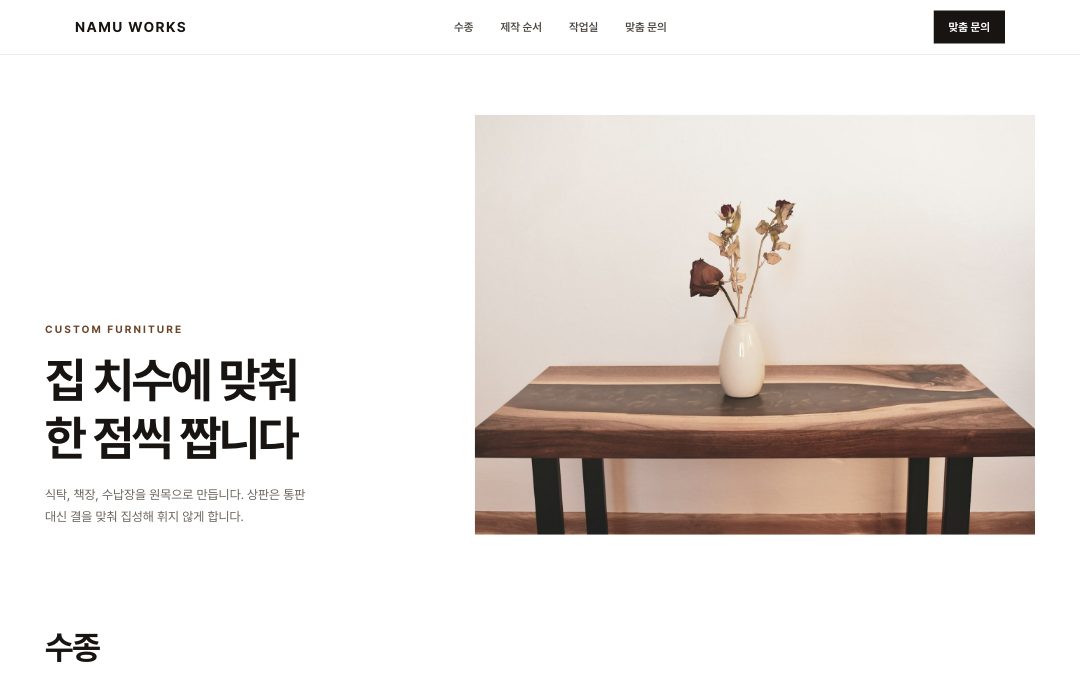 NAMU WORKS
수종
제작 순서
작업실
맞춤 문의
맞춤 문의
CUSTOM FURNITURE
집 치수에 맞춰
한 점씩 짭니다
식탁, 책장, 수납장을 원목으로 만듭니다. 상판은 통판
대신 결을 맞춰 집성해 휘지 않게 합니다.
수종